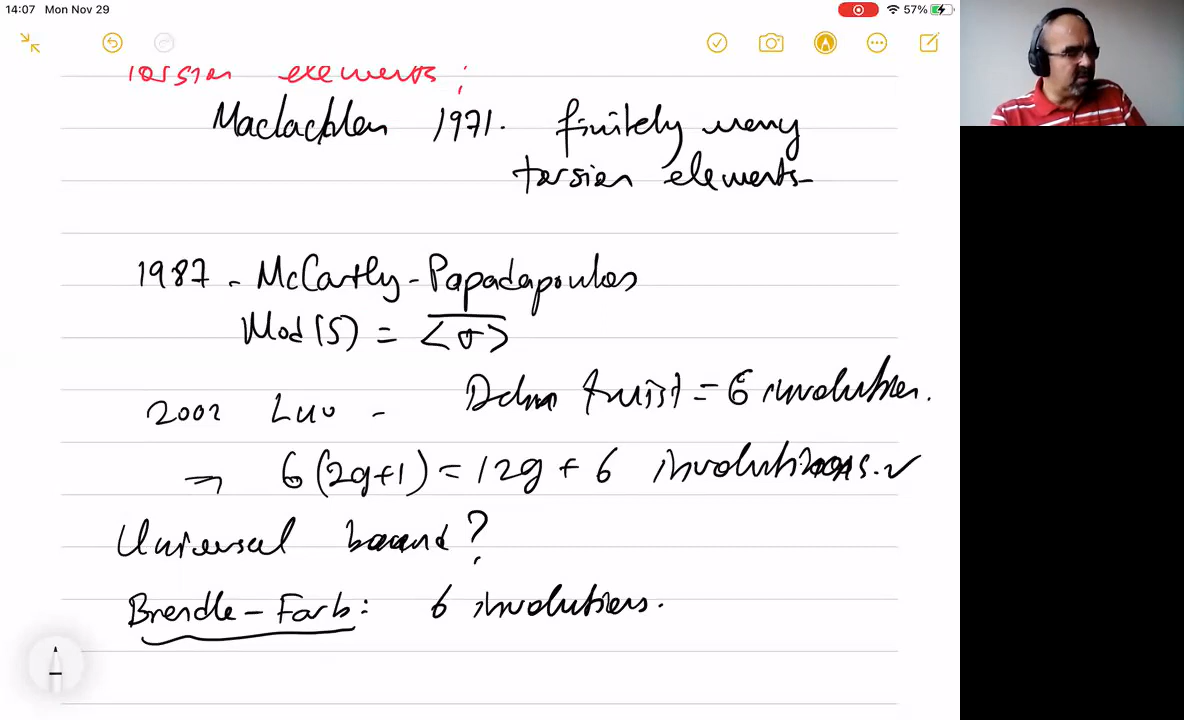 14:07 Mon Nov 29
57%
torsion elements:
Maclachlan 1971. finitely many
torsion elements-
1987 - McCarthy-Papadopoulos
Mod(S) = <σ>
2002 Luo - Dehn twist = 6 involution.
⇒ 6(2g+1) = 12g + 6 involutions. ✓
Universal bound?
Brendle-Farb: 6 involutions.